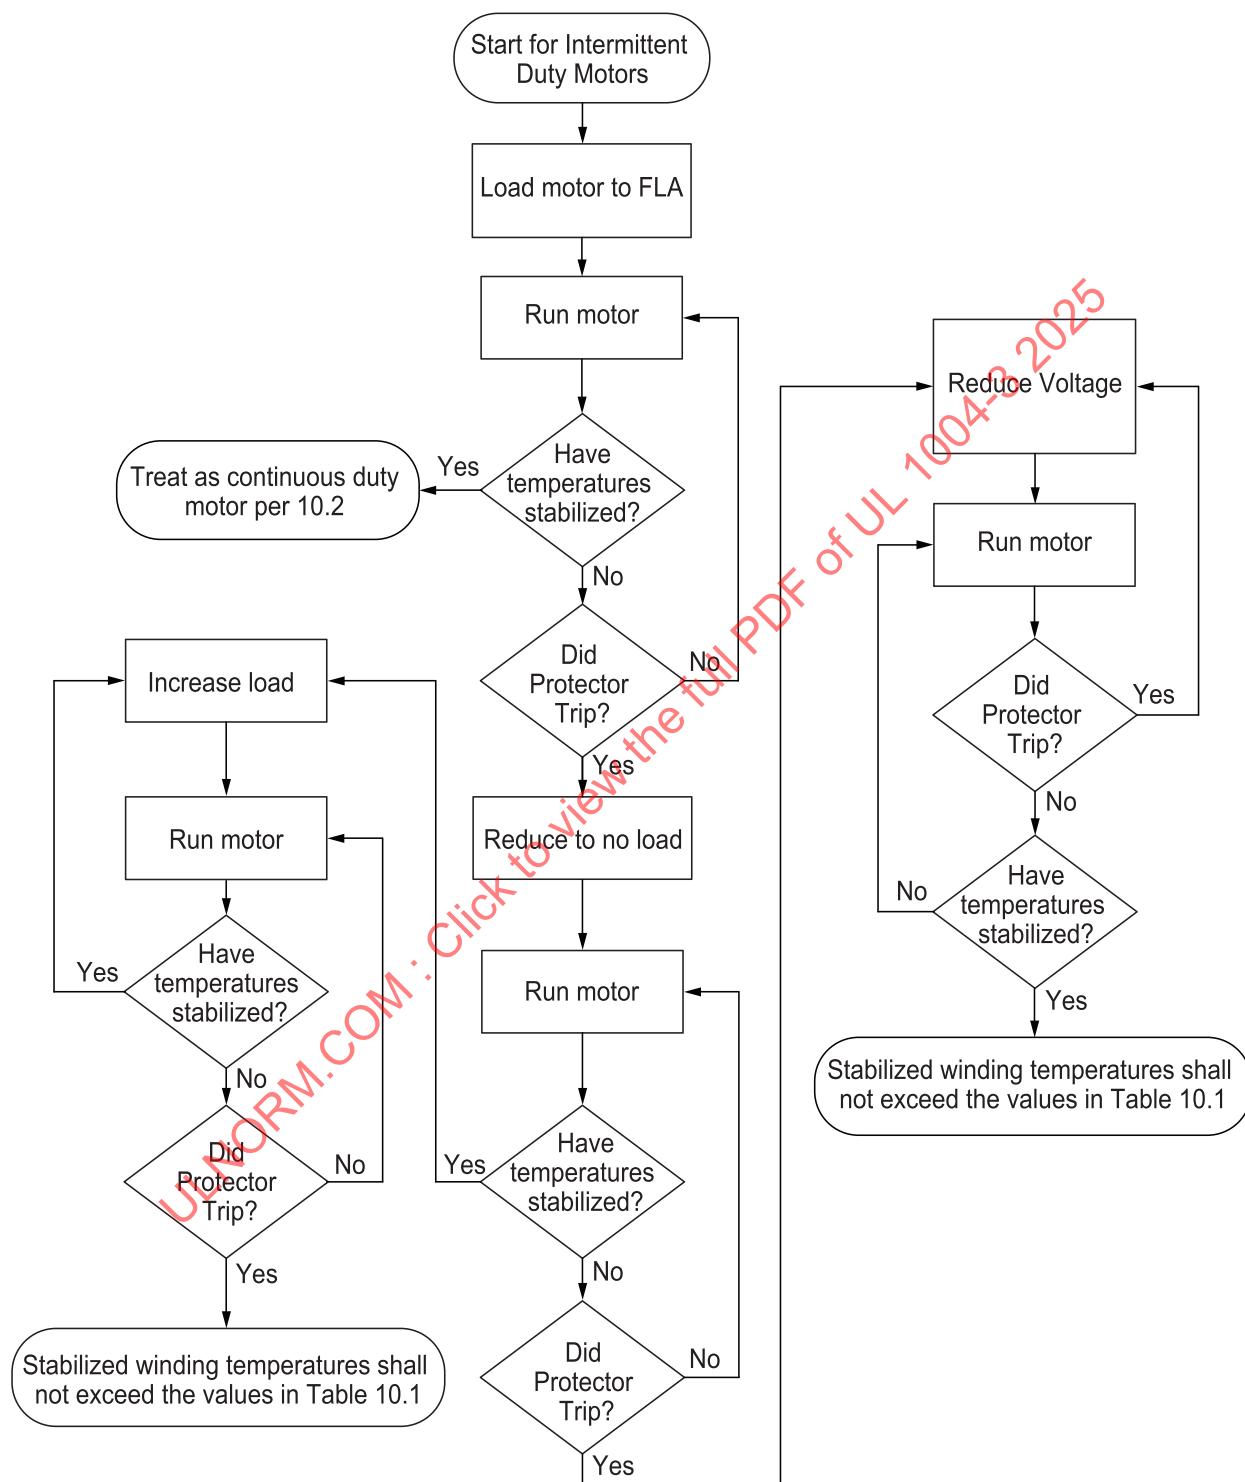 Start for Intermittent
Duty Motors
Load motor to FLA
Run motor
Have
temperatures
stabilized?
Yes
Treat as continuous duty
motor per 10.2
No
Did
Protector
Trip?
No
Yes
Reduce to no load
Run motor
Have
temperatures
stabilized?
Yes
No
Did
Protector
Trip?
No
Yes
Increase load
Run motor
Have
temperatures
stabilized?
Yes
No
Did
Protector
Trip?
No
Yes
Stabilized winding temperatures shall
not exceed the values in Table 10.1
Reduce Voltage
Run motor
Did
Protector
Trip?
Yes
No
Have
temperatures
stabilized?
No
Yes
Stabilized winding temperatures shall
not exceed the values in Table 10.1
ULNORM.COM : Click to view the full PDF of UL 1004-3 2025